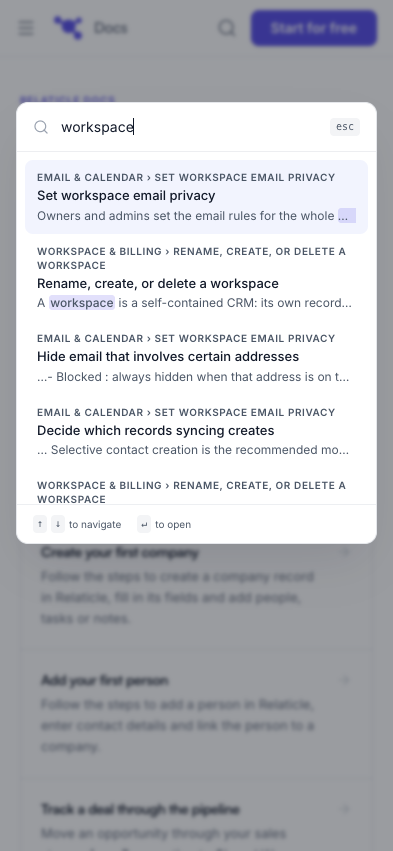 Docs
Start for free
RELATICLE DOCS
workspace
esc
EMAIL & CALENDAR › SET WORKSPACE EMAIL PRIVACY
Set workspace email privacy
Owners and admins set the email rules for the whole ...
WORKSPACE & BILLING › RENAME, CREATE, OR DELETE A
WORKSPACE
Rename, create, or delete a workspace
A workspace is a self-contained CRM: its own record...
EMAIL & CALENDAR › SET WORKSPACE EMAIL PRIVACY
Hide email that involves certain addresses
...- Blocked : always hidden when that address is on t...
EMAIL & CALENDAR › SET WORKSPACE EMAIL PRIVACY
Decide which records syncing creates
... Selective contact creation is the recommended mo...
WORKSPACE & BILLING › RENAME, CREATE, OR DELETE A
WORKSPACE
↑ ↓ to navigate ↵ to open
Create your first company
Follow the steps to create a company record
in Relaticle, fill in its fields and add people,
tasks or notes.
Add your first person
Follow the steps to add a person in Relaticle,
enter contact details and link the person to a
company.
Track a deal through the pipeline
Move an opportunity through your sales